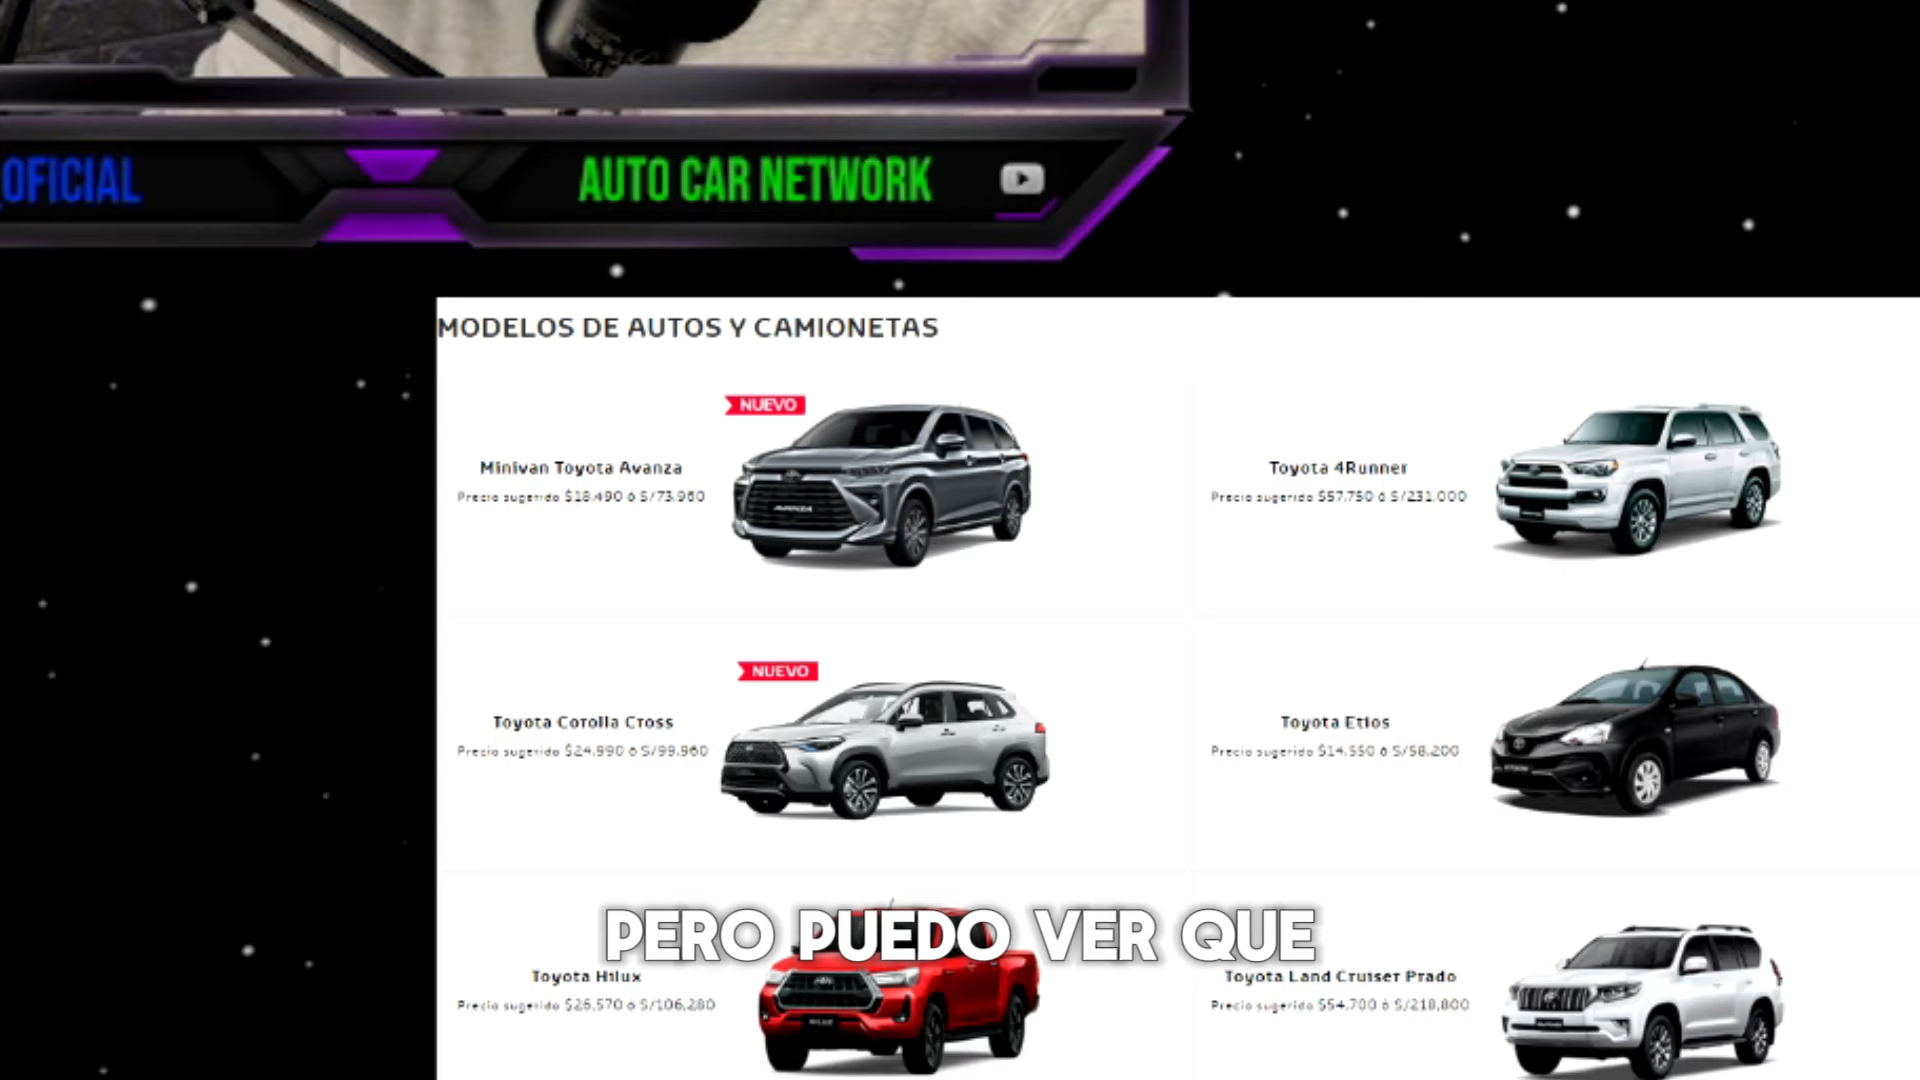 OFICIAL
AUTO CAR NETWORK
MODELOS DE AUTOS Y CAMIONETAS
NUEVO
Minivan Toyota Avanza
Precio sugerido $18.490 ó S/73.960
AVANZA
Toyota 4Runner
Precio sugerido $57.750 ó S/231.000
NUEVO
Toyota Corolla Cross
Precio sugerido $24.990 ó S/99.960
Toyota Etios
Precio sugerido $14.550 ó S/58.200
PERO PUEDO VER QUE
Toyota Hilux
Precio sugerido $26.570 ó S/106.280
HILUX
Toyota Land Cruiser Prado
Precio sugerido $54.700 ó S/218.800